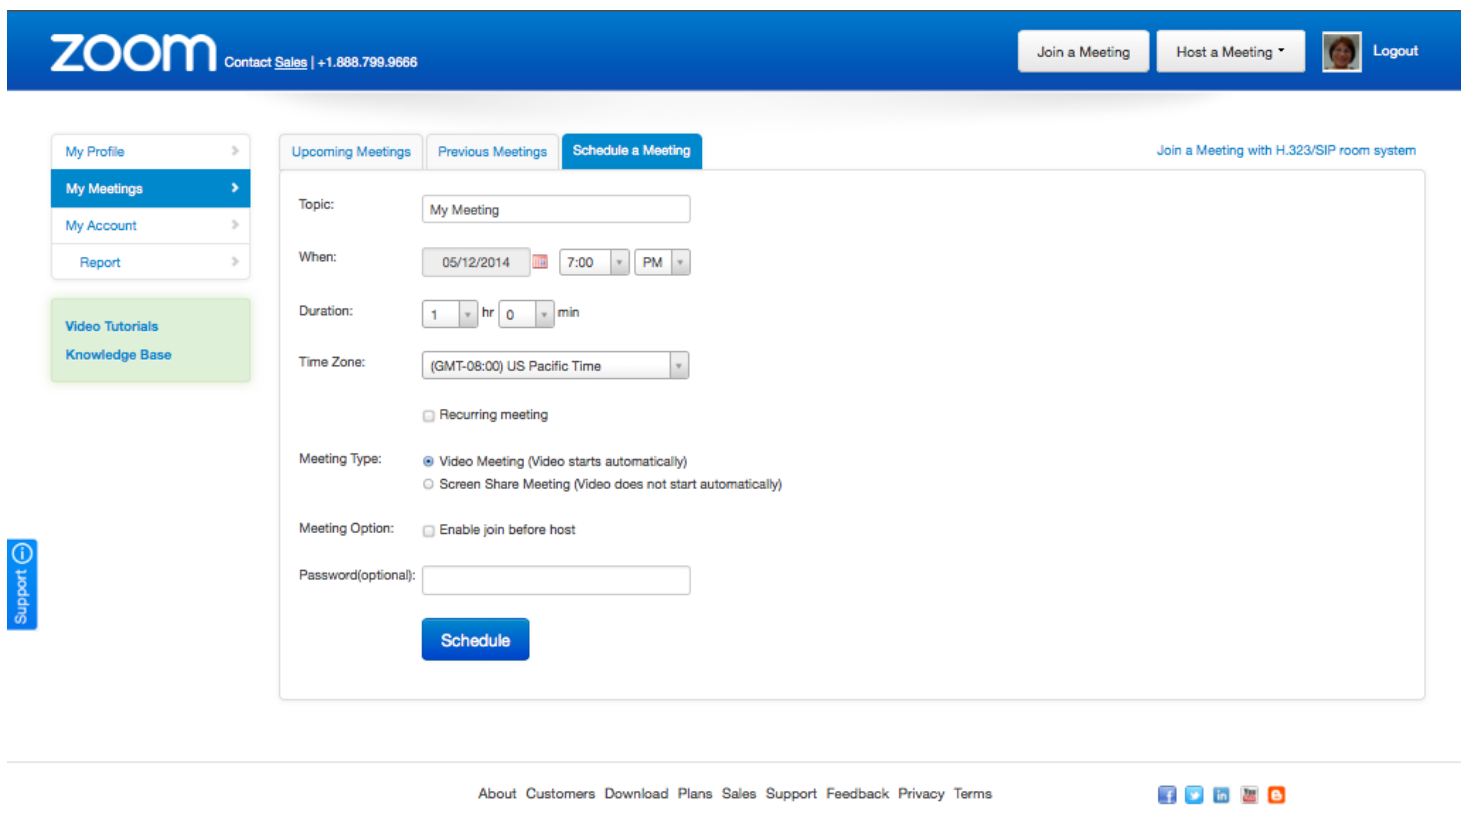 zoom Contact Sales | +1.888.799.9666
Join a Meeting
Host a Meeting
Logout
My Profile
My Meetings
My Account
Report
Video Tutorials
Knowledge Base
Support
Upcoming Meetings
Previous Meetings
Schedule a Meeting
Join a Meeting with H.323/SIP room system
Topic: My Meeting
When: 05/12/2014 7:00 PM
Duration: 1 hr 0 min
Time Zone: (GMT-08:00) US Pacific Time
Recurring meeting
Meeting Type: Video Meeting (Video starts automatically)
Screen Share Meeting (Video does not start automatically)
Meeting Option: Enable join before host
Password(optional):
Schedule
About Customers Download Plans Sales Support Feedback Privacy Terms